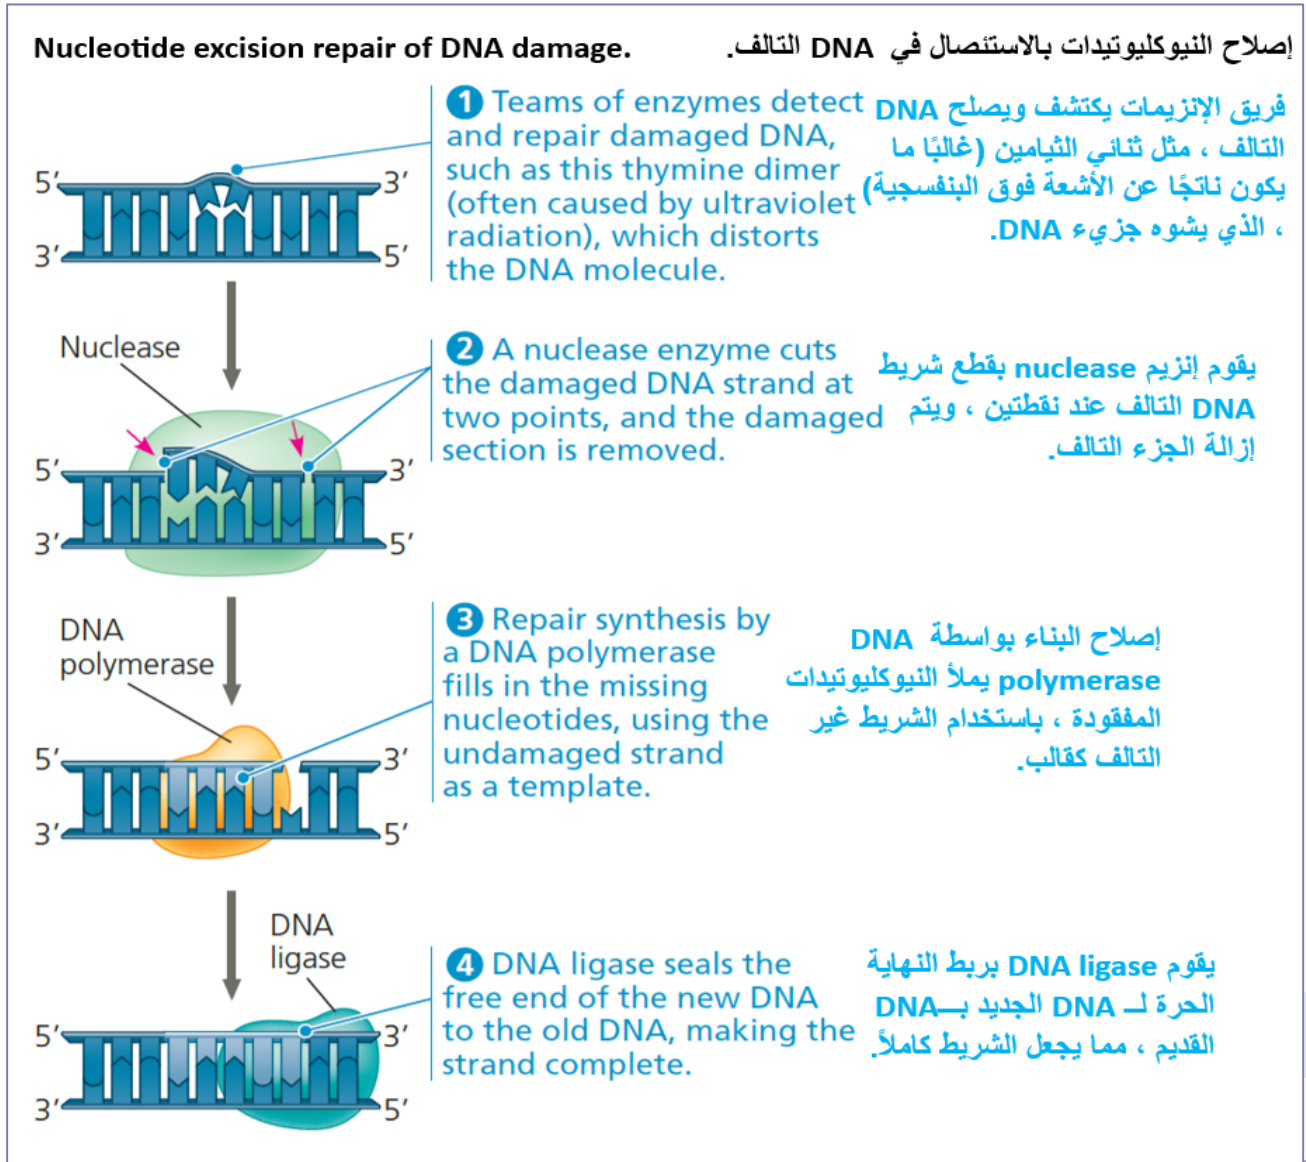 Nucleotide excision repair of DNA damage.
إصلاح النيوكليوتيدات بالاستئصال في DNA التالف.
1 Teams of enzymes detect
and repair damaged DNA,
such as this thymine dimer
(often caused by ultraviolet
radiation), which distorts
the DNA molecule.
فريق الإنزيمات يكتشف ويصلح DNA
التالف ، مثل ثنائي الثيامين (غالبًا ما
يكون ناتجًا عن الأشعة فوق البنفسجية)
، الذي يشوه جزيء DNA.
5′
3′
3′
5′
Nuclease
2 A nuclease enzyme cuts
the damaged DNA strand at
two points, and the damaged
section is removed.
يقوم إنزيم nuclease بقطع شريط
DNA التالف عند نقطتين ، ويتم
إزالة الجزء التالف.
5′
3′
3′
5′
DNA
polymerase
3 Repair synthesis by
a DNA polymerase
fills in the missing
nucleotides, using the
undamaged strand
as a template.
إصلاح البناء بواسطة DNA
polymerase يملأ النيوكليوتيدات
المفقودة ، باستخدام الشريط غير
التالف كقالب.
5′
3′
3′
5′
DNA
ligase
4 DNA ligase seals the
free end of the new DNA
to the old DNA, making the
strand complete.
يقوم DNA ligase بربط النهاية
الحرة لـ DNA الجديد بـDNA
القديم ، مما يجعل الشريط كاملاً.
5′
3′
3′
5′